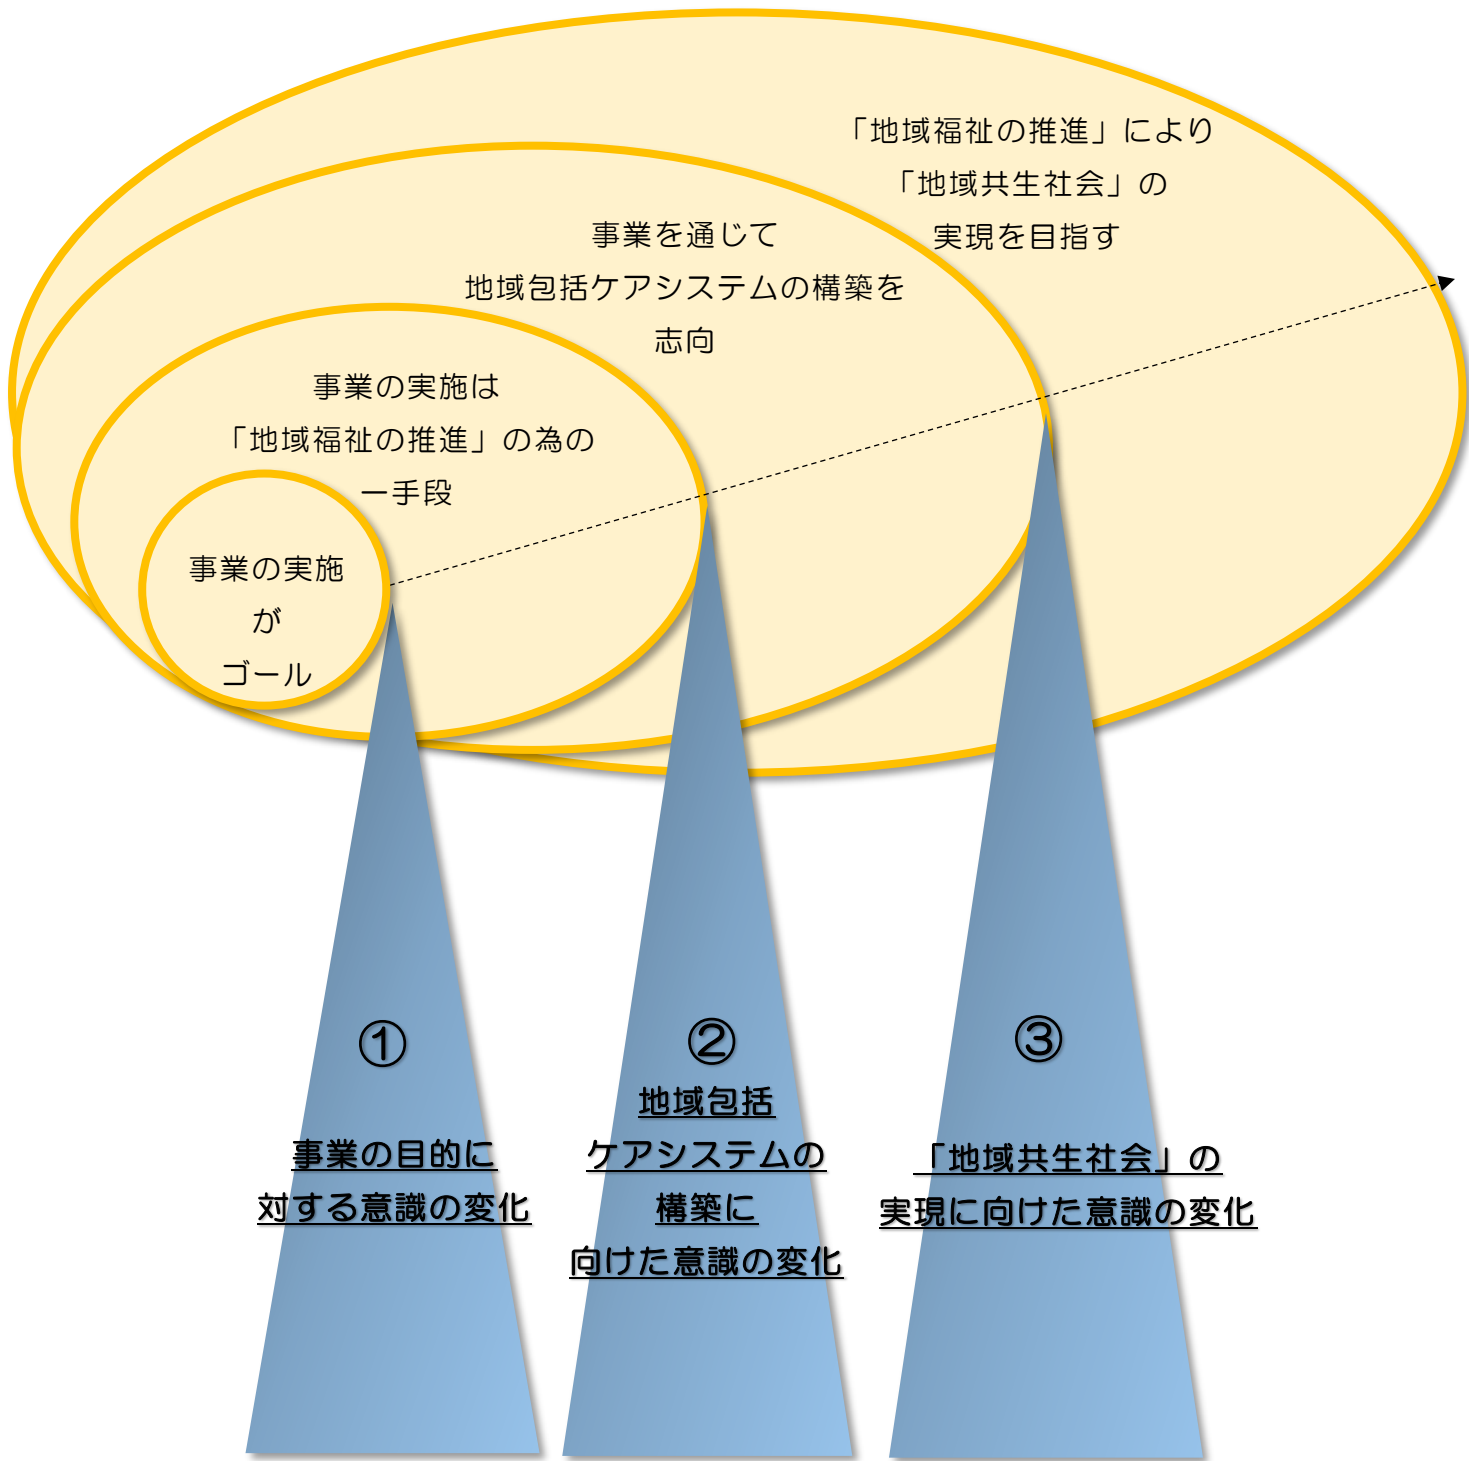 「地域福祉の推進」により
「地域共生社会」の
実現を目指す
事業を通じて
地域包括ケアシステムの構築を
志向
事業の実施は
「地域福祉の推進」の為の
一手段
事業の実施
が
ゴール
①
事業の目的に
対する意識の変化
②
地域包括
ケアシステムの
構築に
向けた意識の変化
③
「地域共生社会」の
実現に向けた意識の変化